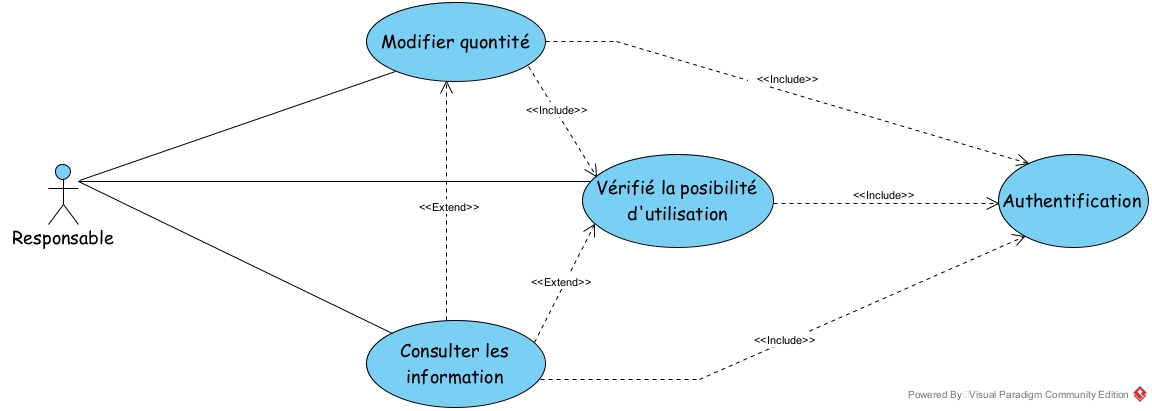 Modifier quontité
<<Include>>
<<Include>>
Vérifié la posibilité
d'utilisation
<<Include>>
Authentification
<<Extend>>
Responsable
<<Extend>>
<<Include>>
Consulter les
information
Powered By Visual Paradigm Community Edition